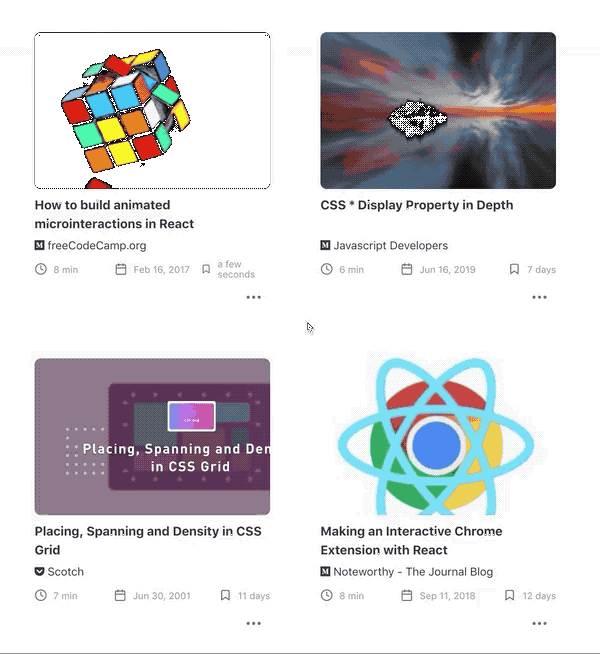 How to build animated
microinteractions in React
freeCodeCamp.org
8 min
Feb 16, 2017
a few
seconds
CSS * Display Property in Depth
Javascript Developers
6 min
Jun 16, 2019
7 days
Placing, Spanning and Den
in CSS Grid
Placing, Spanning and Density in CSS
Grid
Scotch
7 min
Jun 30, 2001
11 days
Making an Interactive Chrome
Extension with React
Noteworthy - The Journal Blog
8 min
Sep 11, 2018
12 days